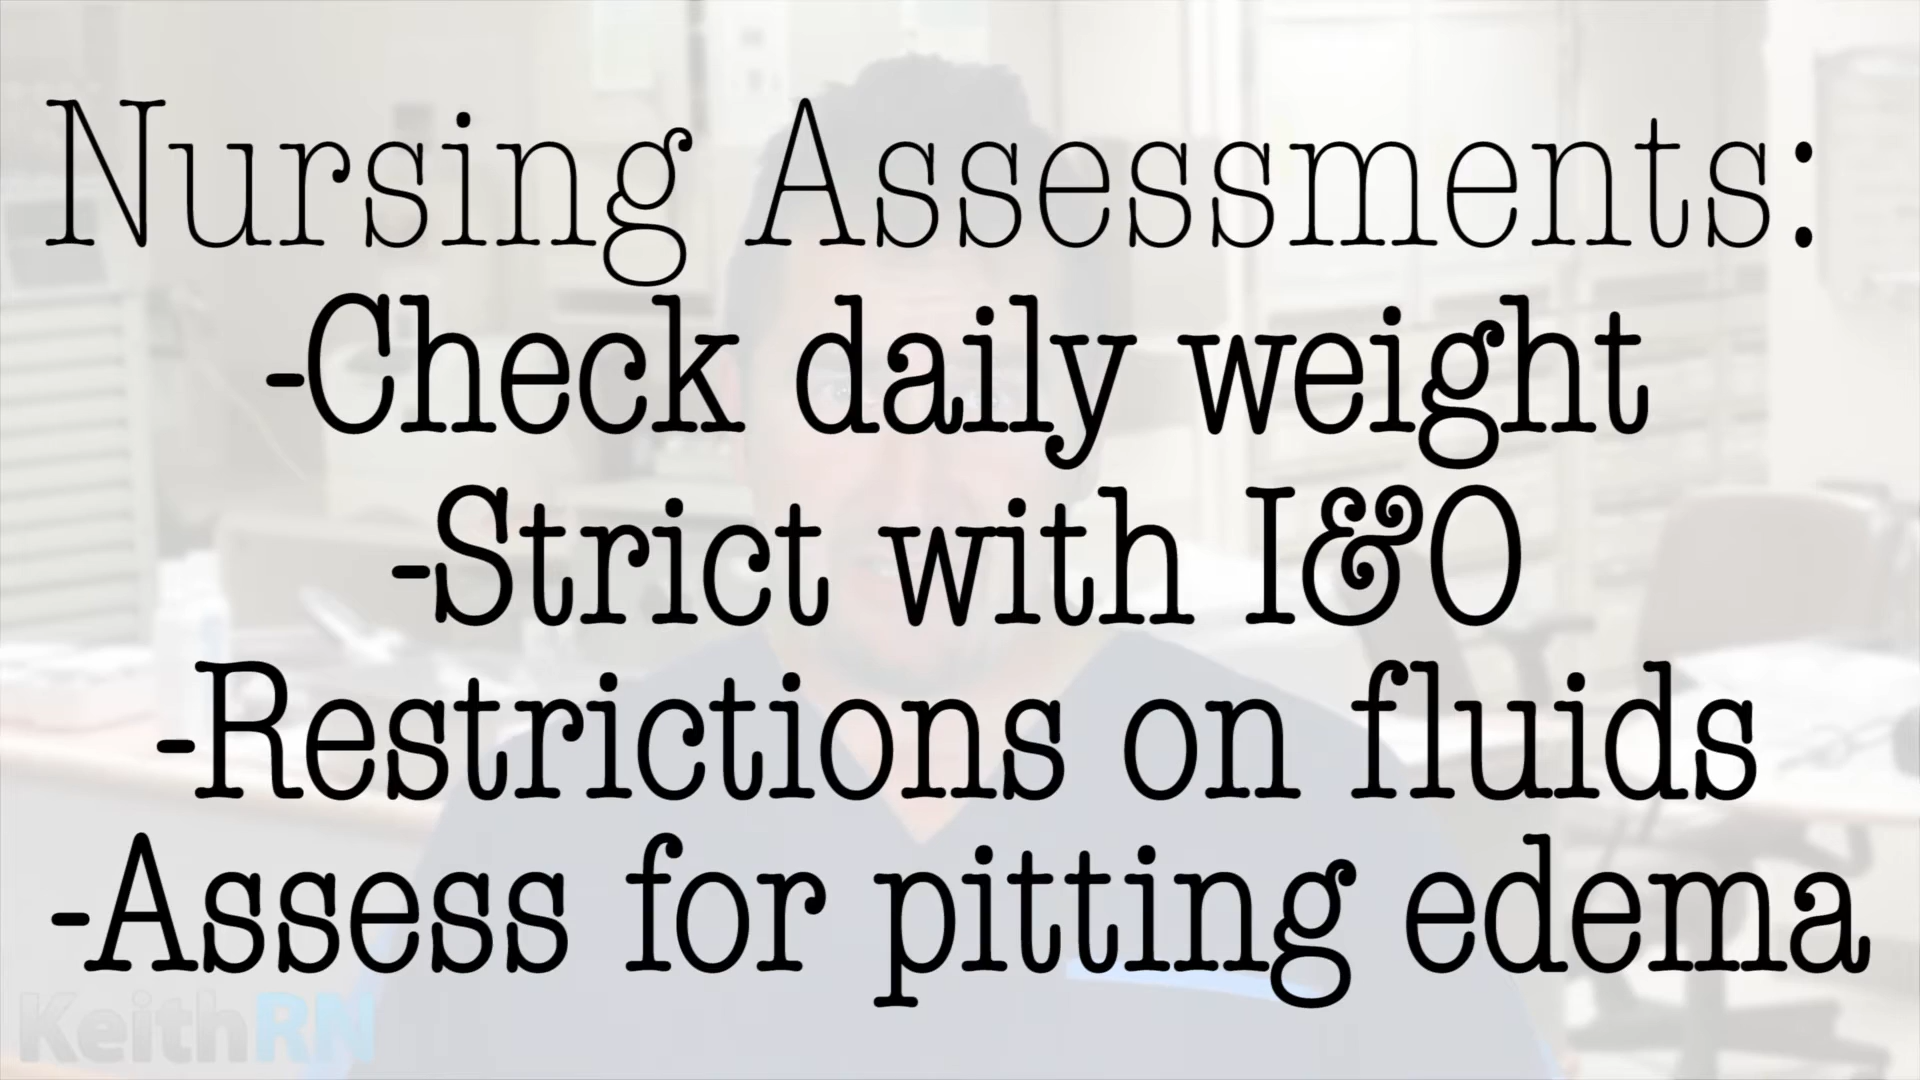 Nursing Assessments:
-Check daily weight
-Strict with I&O
-Restrictions on fluids
-Assess for pitting edema
KeithRN